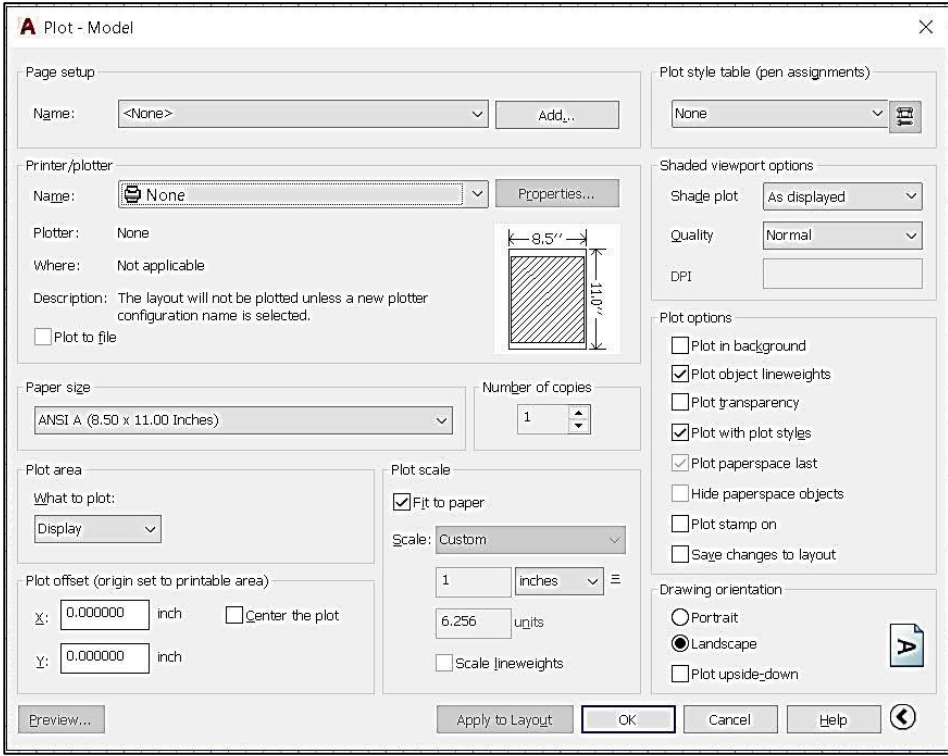 A Plot - Model
Page setup
Name: <None> Add...
Plot style table (pen assignments)
None
Printer/plotter
Name: None Properties...
Plotter: None
Where: Not applicable
Description: The layout will not be plotted unless a new plotter
configuration name is selected.
Plot to file
8.5’’
11.0’’
Shaded viewport options
Shade plot As displayed
Quality Normal
DPI
Paper size
ANSI A (8.50 x 11.00 Inches)
Number of copies
1
Plot options
Plot in background
Plot object lineweights
Plot transparency
Plot with plot styles
Plot paperspace last
Hide paperspace objects
Plot stamp on
Save changes to layout
Plot area
What to plot:
Display
Plot scale
Fit to paper
Scale: Custom
1 inches =
6.256 units
Scale lineweights
Plot offset (origin set to printable area)
X: 0.000000 inch Center the plot
Y: 0.000000 inch
Drawing orientation
Portrait
Landscape
Plot upside-down
A
Preview... Apply to Layout OK Cancel Help